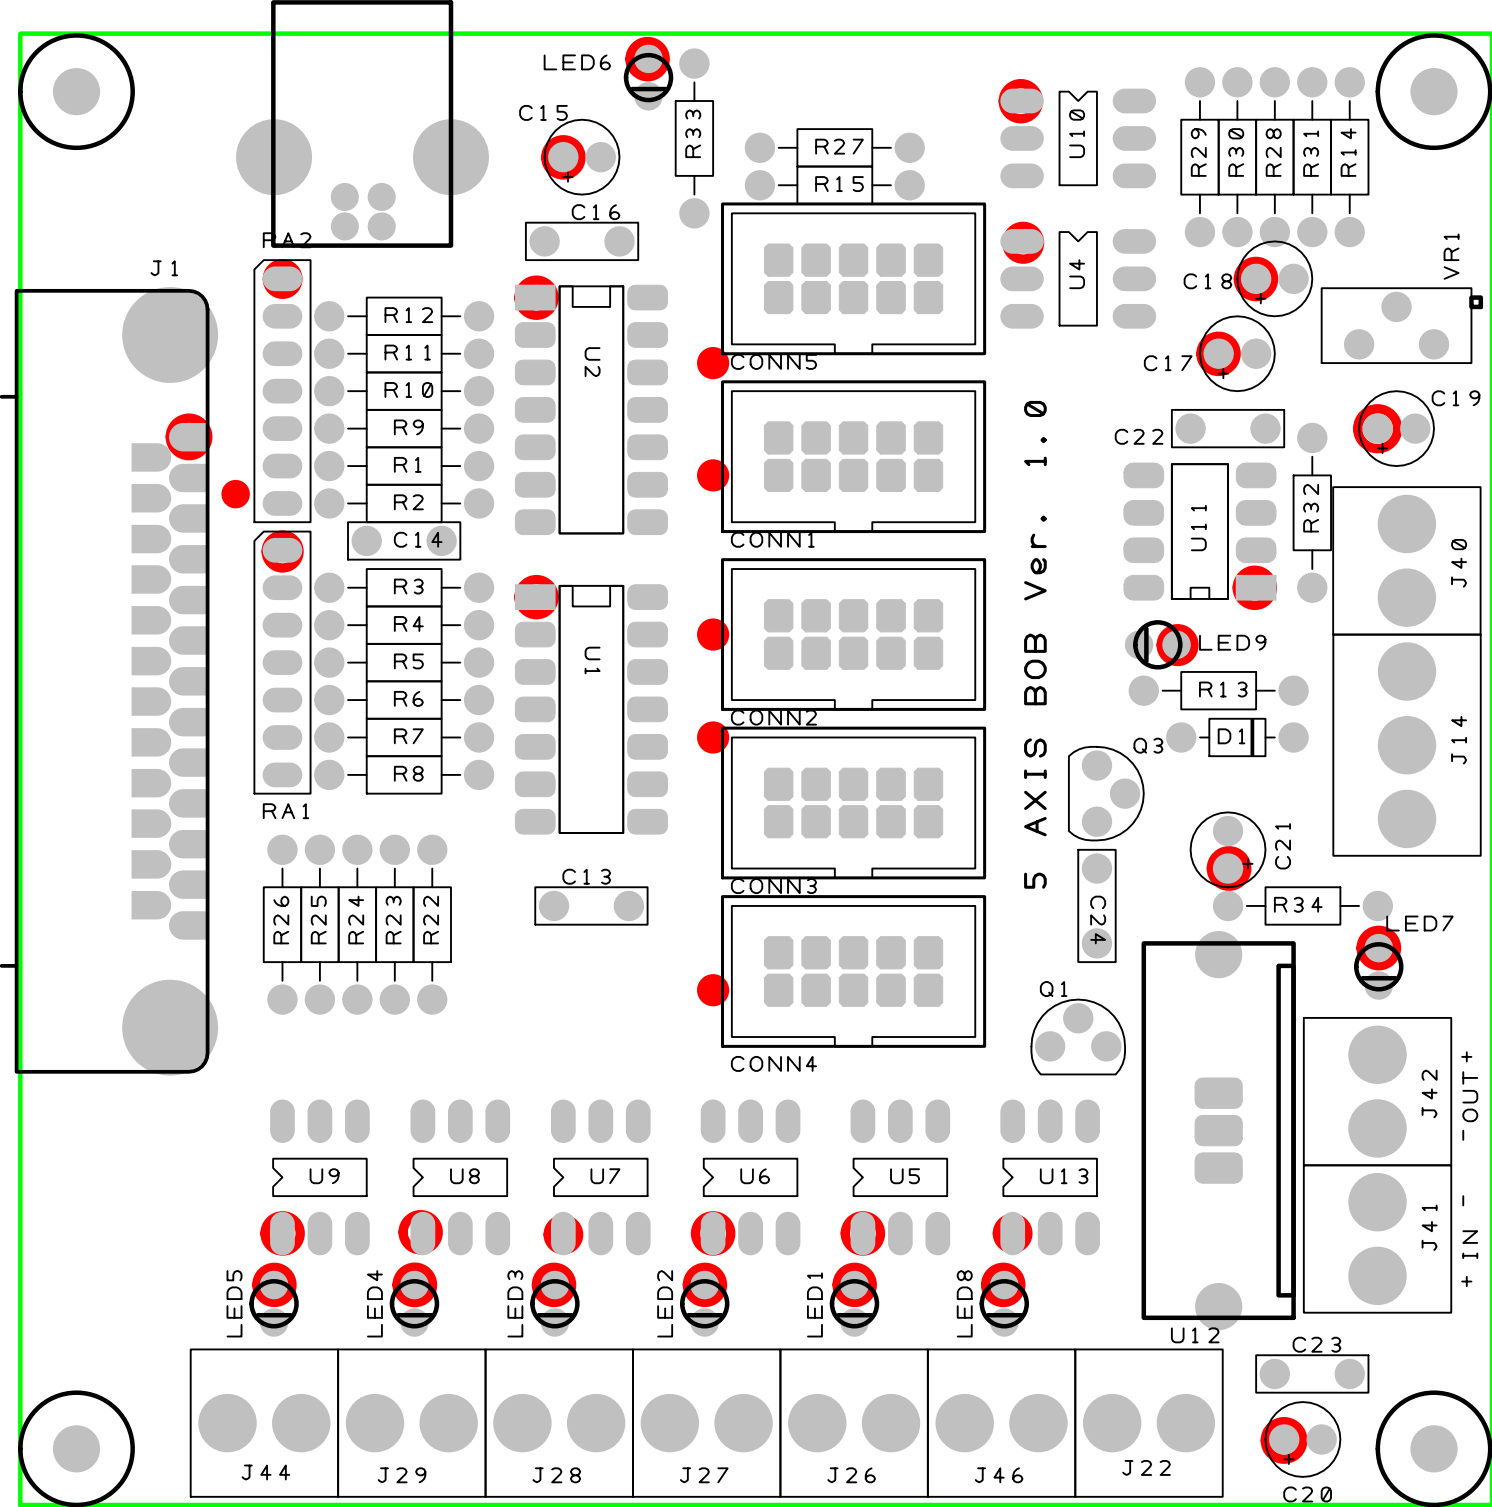 LED6
C15
R33
R27
R15
U10
R29
R30
R28
R31
R14
C16
RA2
J1
U4
VR1
C18
R12
R11
R10
R9
R1
R2
U2
CONN5
C17
C19
C22
C14
CONN1
U11
R32
J40
R3
R4
R5
R6
R7
R8
U1
CONN2
LED9
R13
D1
Q3
J14
5 AXIS BOB Ver. 1.0
RA1
C13
CONN3
C21
R26
R25
R24
R23
R22
C24
R34
LED7
Q1
CONN4
J42
- OUT +
U9
U8
U7
U6
U5
U13
J41
+ IN -
LED5
LED4
LED3
LED2
LED1
LED8
U12
C23
J44
J29
J28
J27
J26
J46
J22
C20
+
+
+
+
+
+